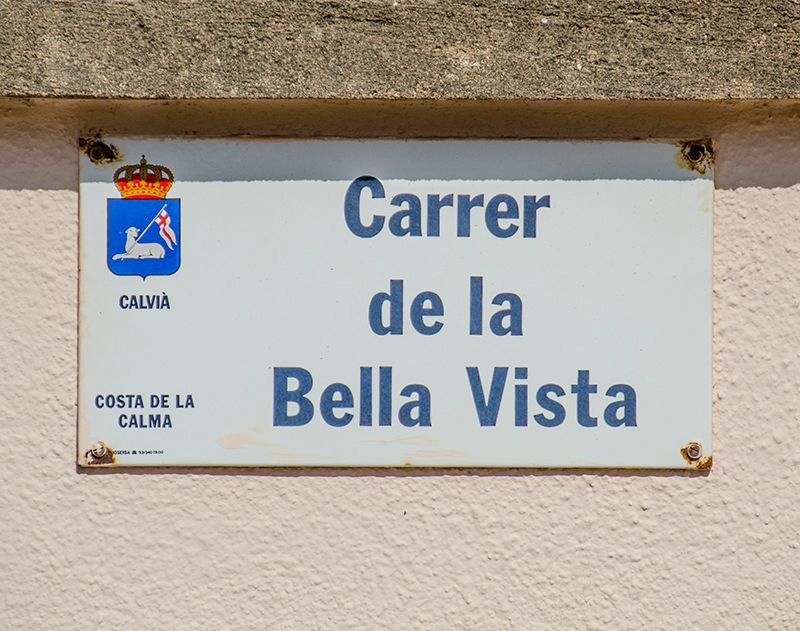 Carrer
de la
Bella Vista
CALVIÀ
COSTA DE LA
CALMA